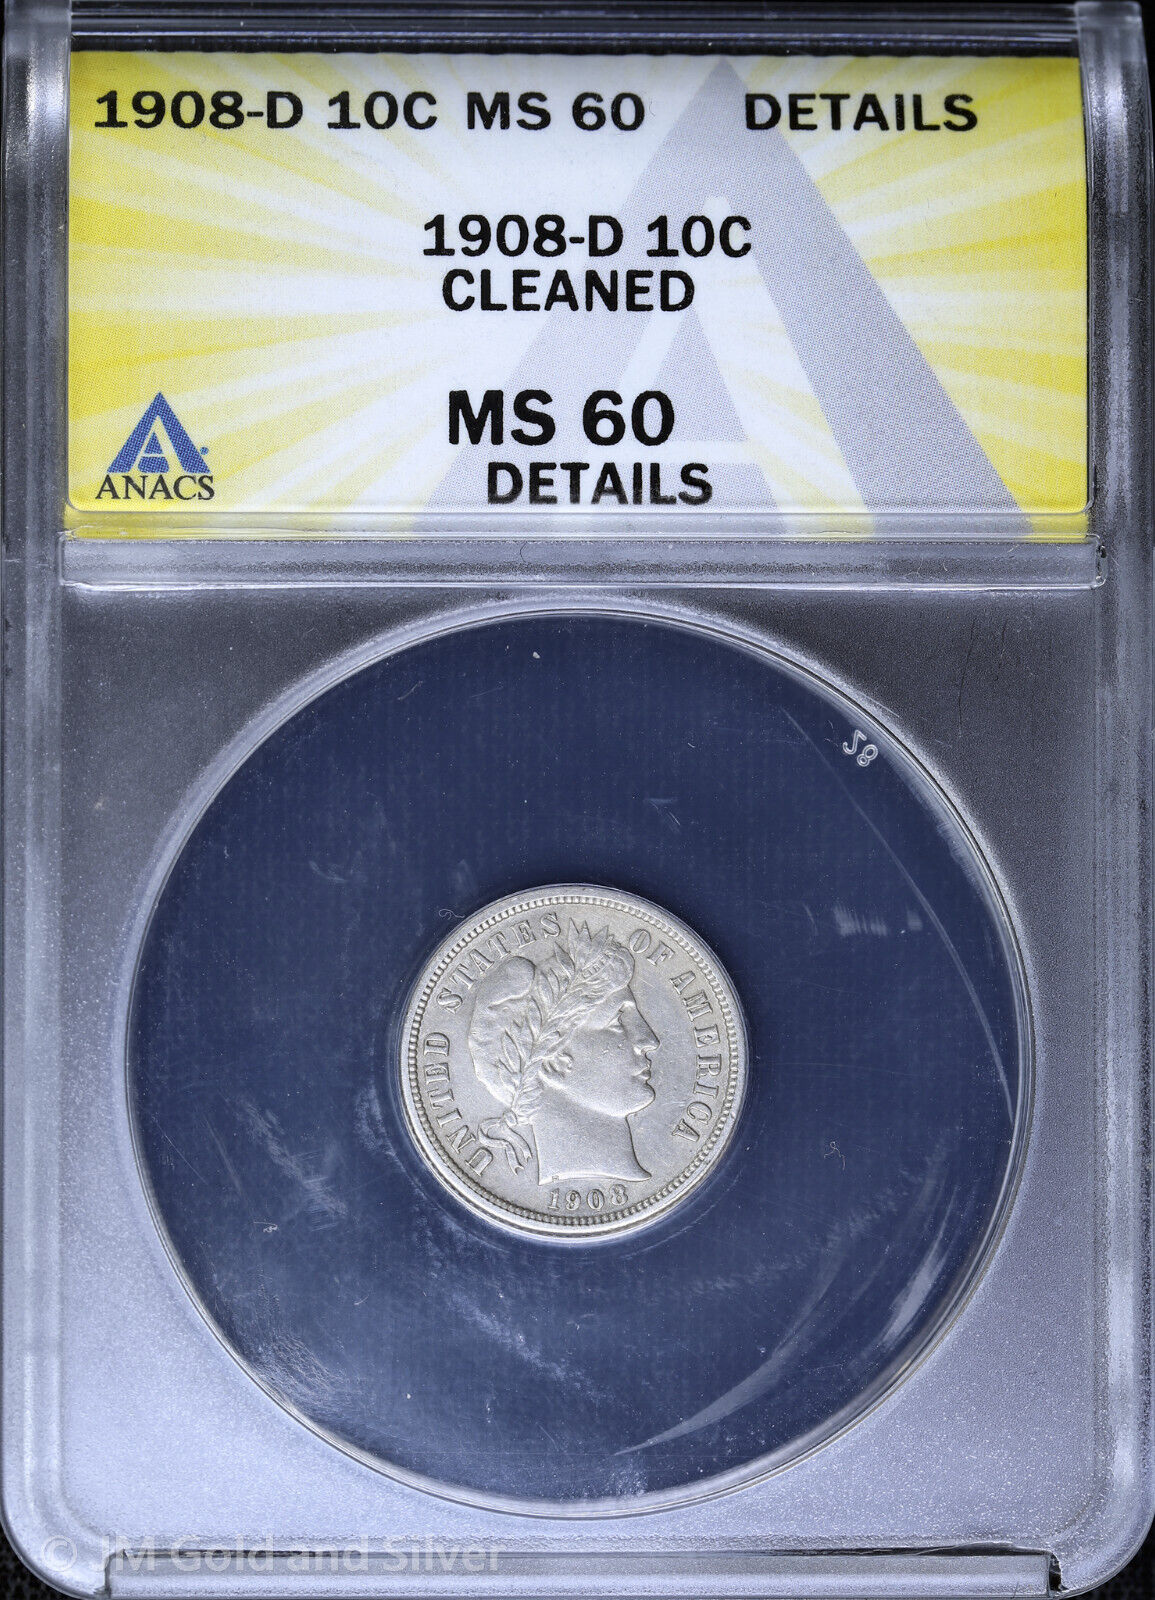 1908-D 10C MS 60 DETAILS
1908-D 10C
CLEANED
MS 60
DETAILS
ANACS
28
UNITED STATES OF AMERICA
1908
© JM Gold and Silver